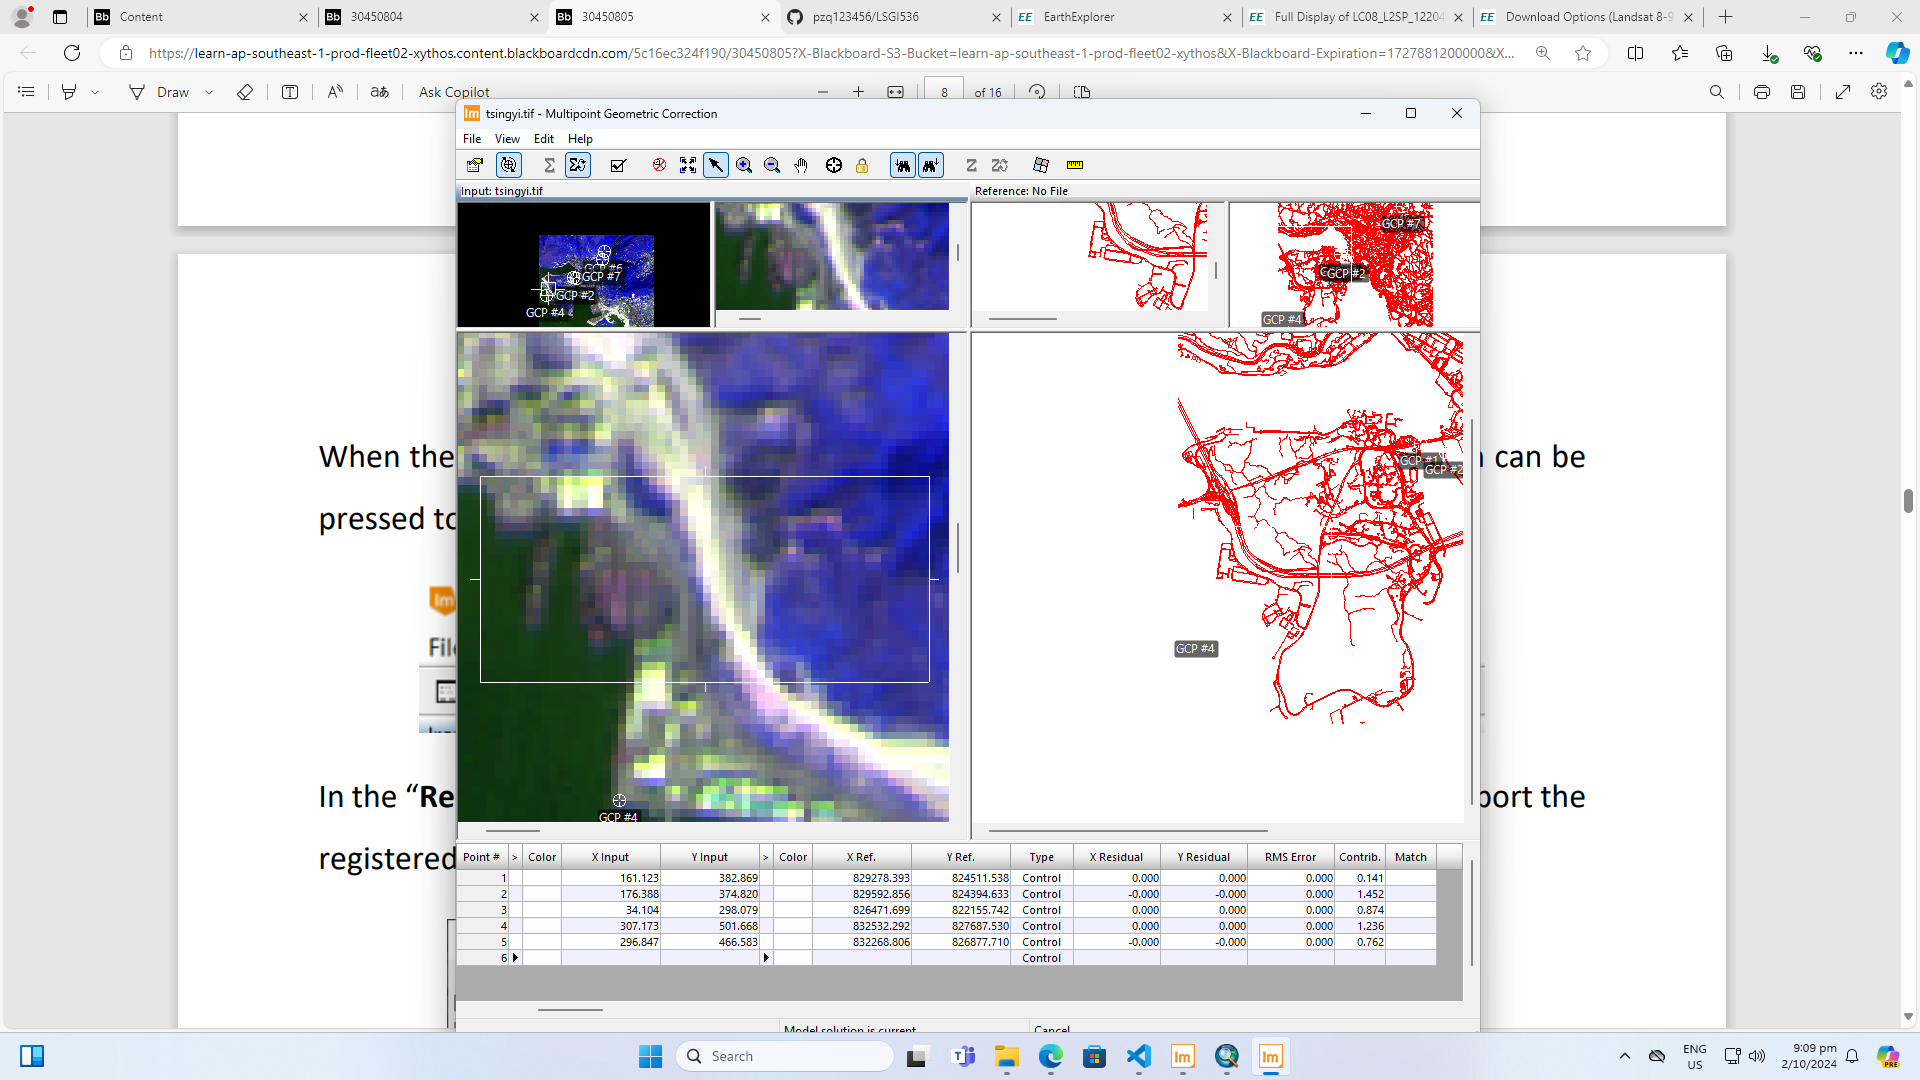 Content
30450804
30450805
pzq123456/LSGI536
EarthExplorer
Full Display of LC08_L2SP_12204
Download Options (Landsat 8-9
https://learn-ap-southeast-1-prod-fleet02-xythos.content.blackboardcdn.com/5c16ec324f190/30450805?X-Blackboard-S3-Bucket=learn-ap-southeast-1-prod-fleet02-xythos&X-Blackboard-Expiration=1727881200000&X...
Draw
Ask Copilot
8 of 16
tsingyi.tif - Multipoint Geometric Correction
File View Edit Help
Input: tsingyi.tif
Reference: No File
GCP #6
GCP #7
GCP #2
GCP #4
GCP #7
GCP #2
GCP #4
GCP #1
GCP #2
GCP #4
GCP #4
When the
n can be
pressed to
In the “Re
port the
registered
Point # > Color X Input Y Input > Color X Ref. Y Ref. Type X Residual Y Residual RMS Error Contrib. Match
1 161.123 382.869 829278.393 824511.538 Control 0.000 0.000 0.000 0.141
2 176.388 374.820 829592.856 824394.633 Control -0.000 -0.000 0.000 1.452
3 34.104 298.079 826471.699 822155.742 Control 0.000 0.000 0.000 0.874
4 307.173 501.668 832532.292 827687.530 Control 0.000 0.000 0.000 1.236
5 296.847 466.583 832268.806 826877.710 Control -0.000 -0.000 0.000 0.762
6 Control
Model solution is current
Cancel
Search
ENG
US
9:09 pm
2/10/2024